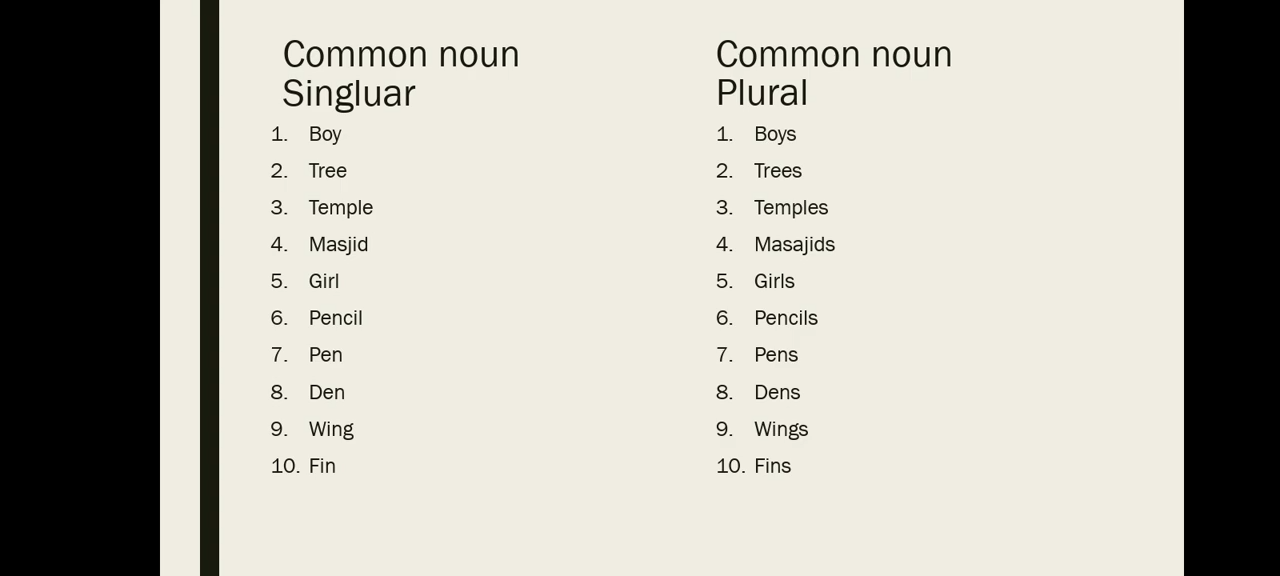 Common noun
Singluar
1. Boy
2. Tree
3. Temple
4. Masjid
5. Girl
6. Pencil
7. Pen
8. Den
9. Wing
10. Fin
Common noun
Plural
1. Boys
2. Trees
3. Temples
4. Masajids
5. Girls
6. Pencils
7. Pens
8. Dens
9. Wings
10. Fins